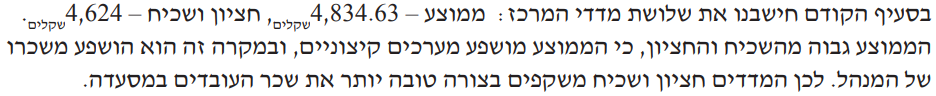 בסעיף הקודם חישבנו את שלושת מדדי המרכז: ממוצע – 4,834.63 שקלים, חציון ושכיח – 4,624 שקלים.
הממוצע גבוה מהשכיח והחציון, כי הממוצע מושפע מערכים קיצוניים, ובמקרה זה הוא הושפע משכרו
של המנהל. לכן המדדים חציון ושכיח משקפים בצורה טובה יותר את שכר העובדים במסעדה.